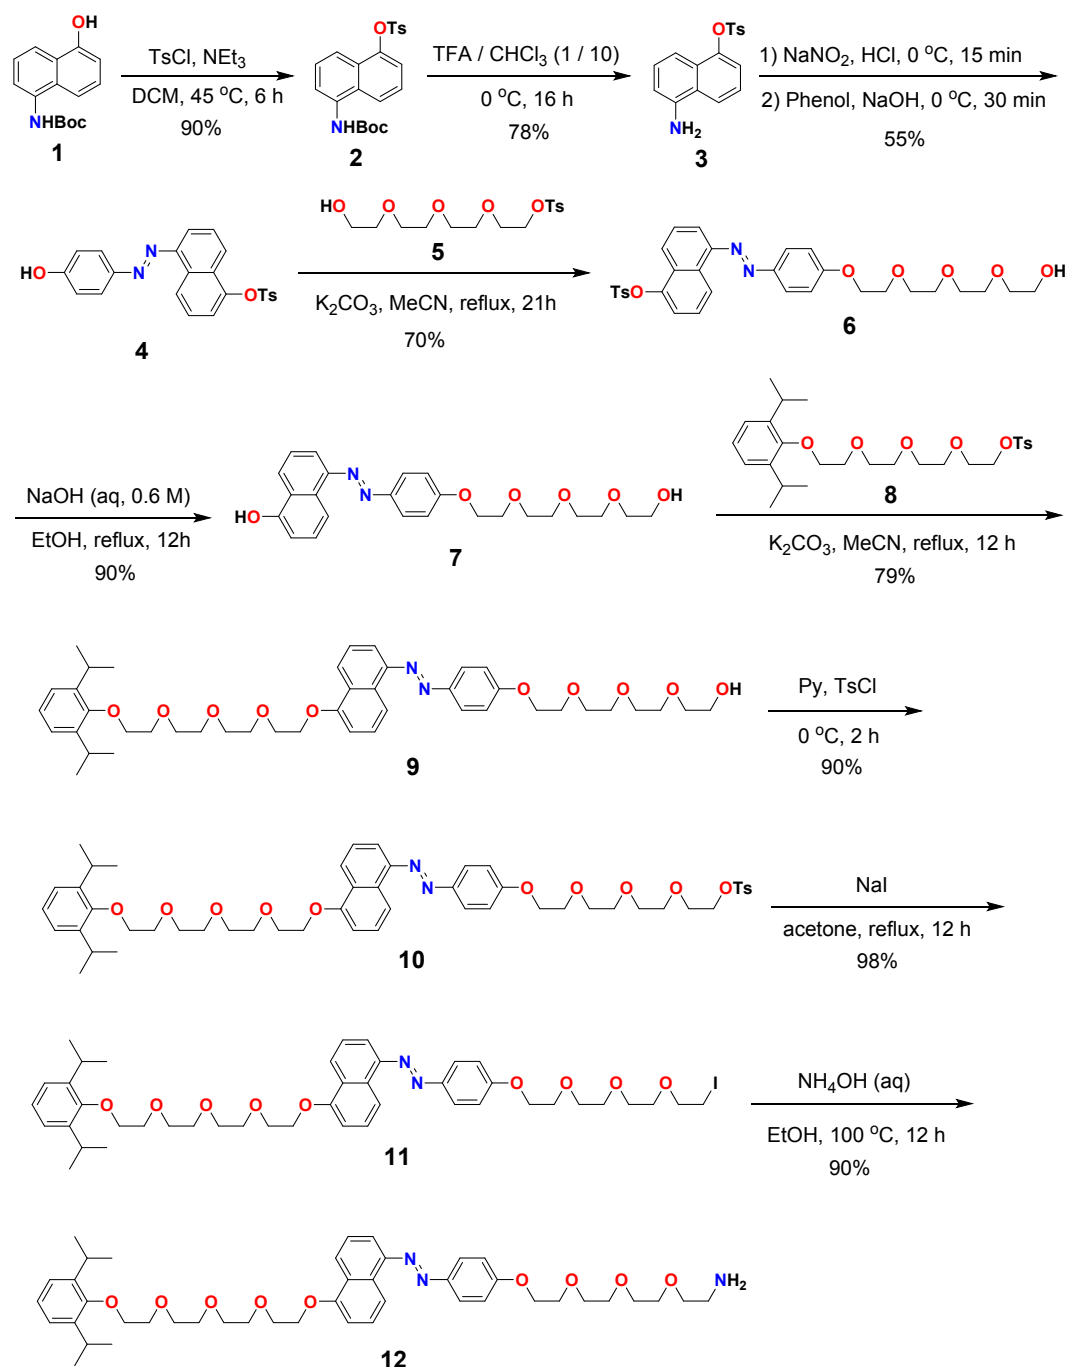 OH
NHBoc
1
TsCl, NEt3
DCM, 45 °C, 6 h
90%
OTs
NHBoc
2
TFA / CHCl3 (1 / 10)
0 °C, 16 h
78%
OTs
NH2
3
1) NaNO2, HCl, 0 °C, 15 min
2) Phenol, NaOH, 0 °C, 30 min
55%
HO
N
N
OTs
4
HO
O
O
O
OTs
5
K2CO3, MeCN, reflux, 21h
70%
TsO
N
N
O
O
O
O
OH
6
NaOH (aq, 0.6 M)
EtOH, reflux, 12h
90%
HO
N
N
O
O
O
O
OH
7
O
O
O
O
OTs
8
K2CO3, MeCN, reflux, 12 h
79%
O
O
O
O
O
N
N
O
O
O
O
OH
9
Py, TsCl
0 °C, 2 h
90%
O
O
O
O
O
N
N
O
O
O
O
OTs
10
NaI
acetone, reflux, 12 h
98%
O
O
O
O
O
N
N
O
O
O
O
I
11
NH4OH (aq)
EtOH, 100 °C, 12 h
90%
O
O
O
O
O
N
N
O
O
O
O
NH2
12